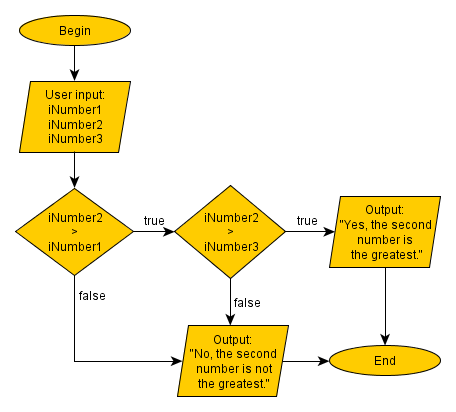 Begin
User input:
iNumber1
iNumber2
iNumber3
iNumber2
>
iNumber1
true
iNumber2
>
iNumber3
true
Output:
"Yes, the second
number is
the greatest."
false
false
Output:
"No, the second
number is not
the greatest."
End